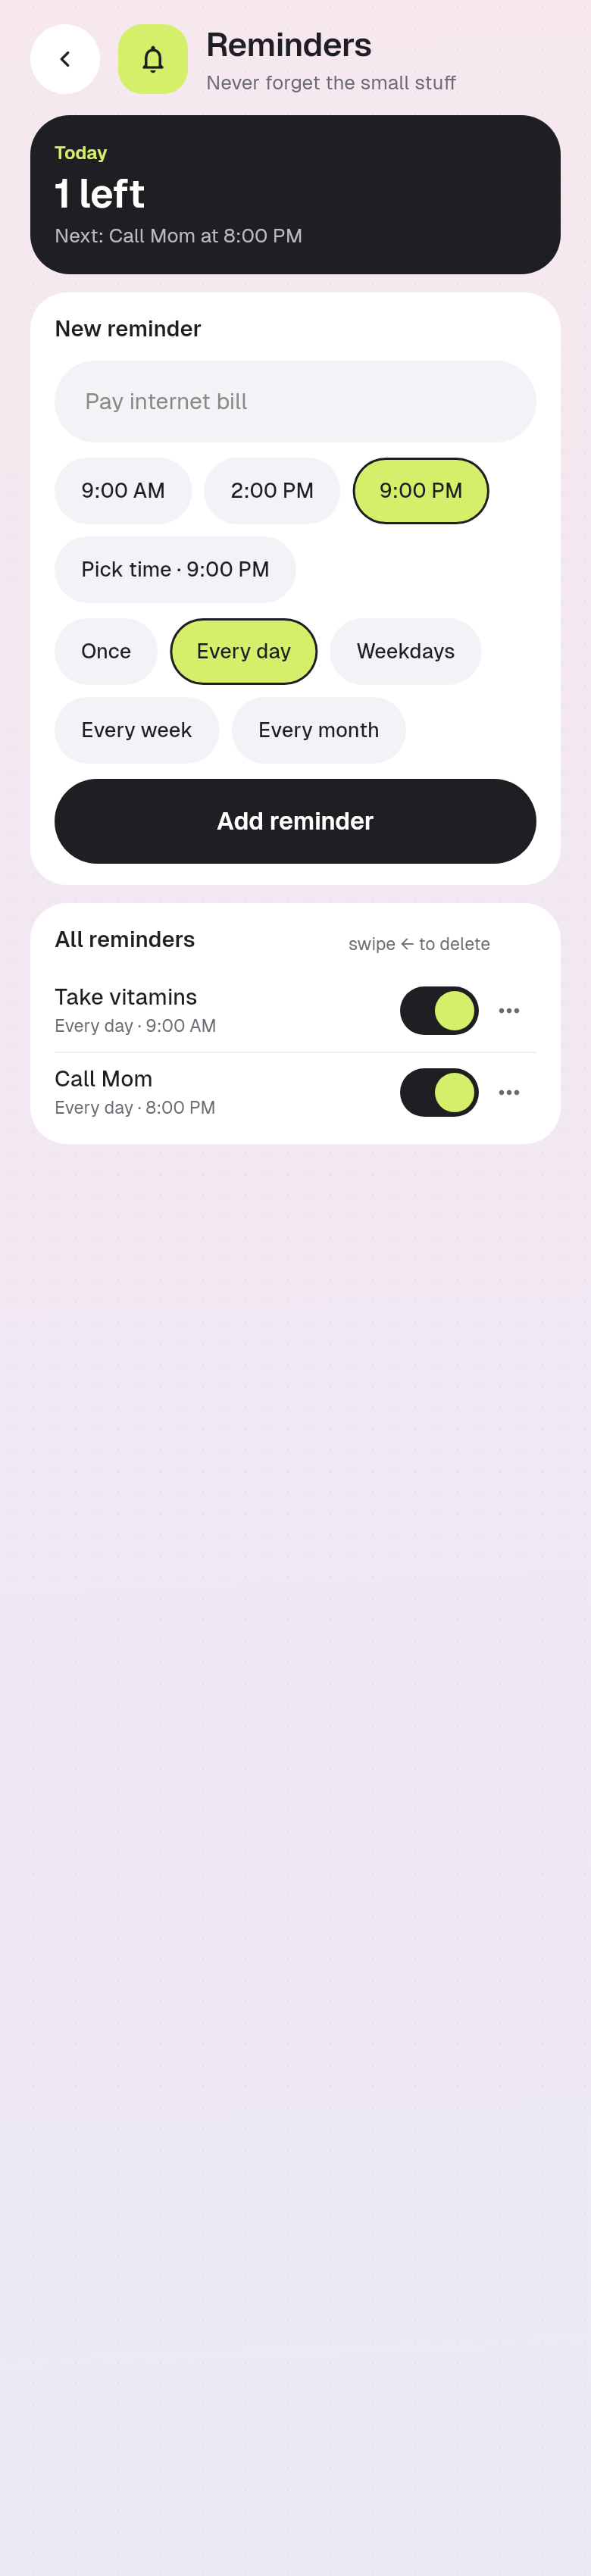 Reminders
Never forget the small stuff
Today
1 left
Next: Call Mom at 8:00 PM
New reminder
Pay internet bill
9:00 AM
2:00 PM
9:00 PM
Pick time · 9:00 PM
Once
Every day
Weekdays
Every week
Every month
Add reminder
All reminders
swipe ← to delete
Take vitamins
Every day · 9:00 AM
Call Mom
Every day · 8:00 PM